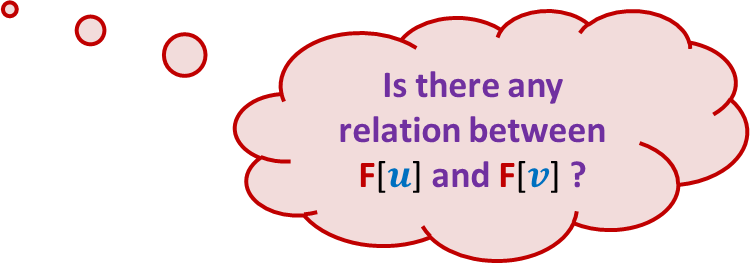 Is there any
relation between
F[u] and F[v] ?